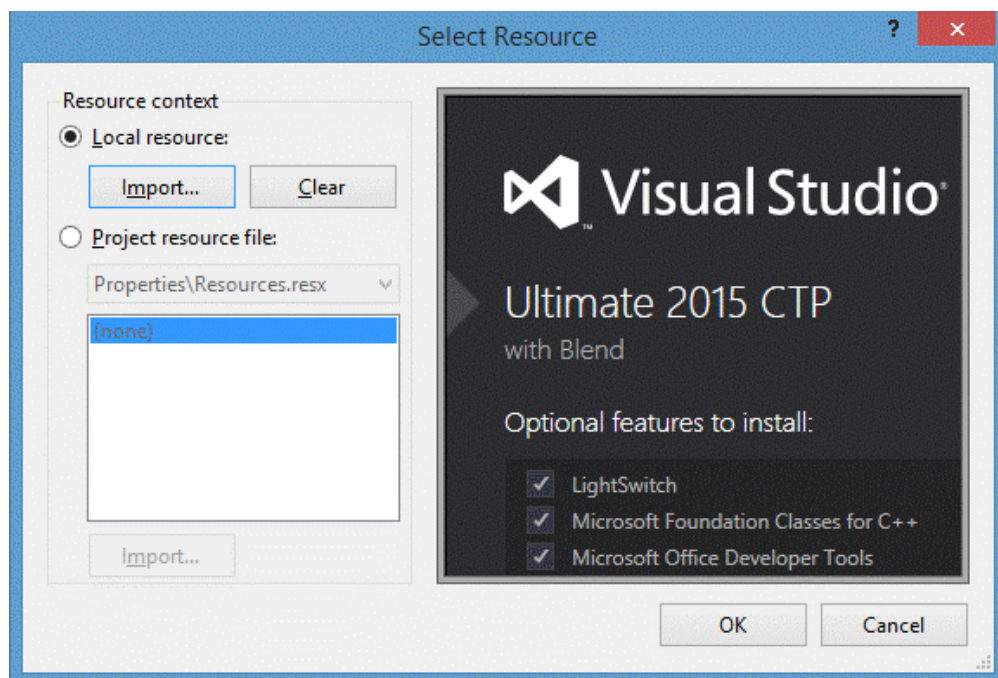 Select Resource
?
Resource context
Local resource:
Import...
Clear
Project resource file:
Properties\Resources.resx
(none)
Import...
Visual Studio®
™
Ultimate 2015 CTP
with Blend
Optional features to install:
LightSwitch
Microsoft Foundation Classes for C++
Microsoft Office Developer Tools
OK
Cancel